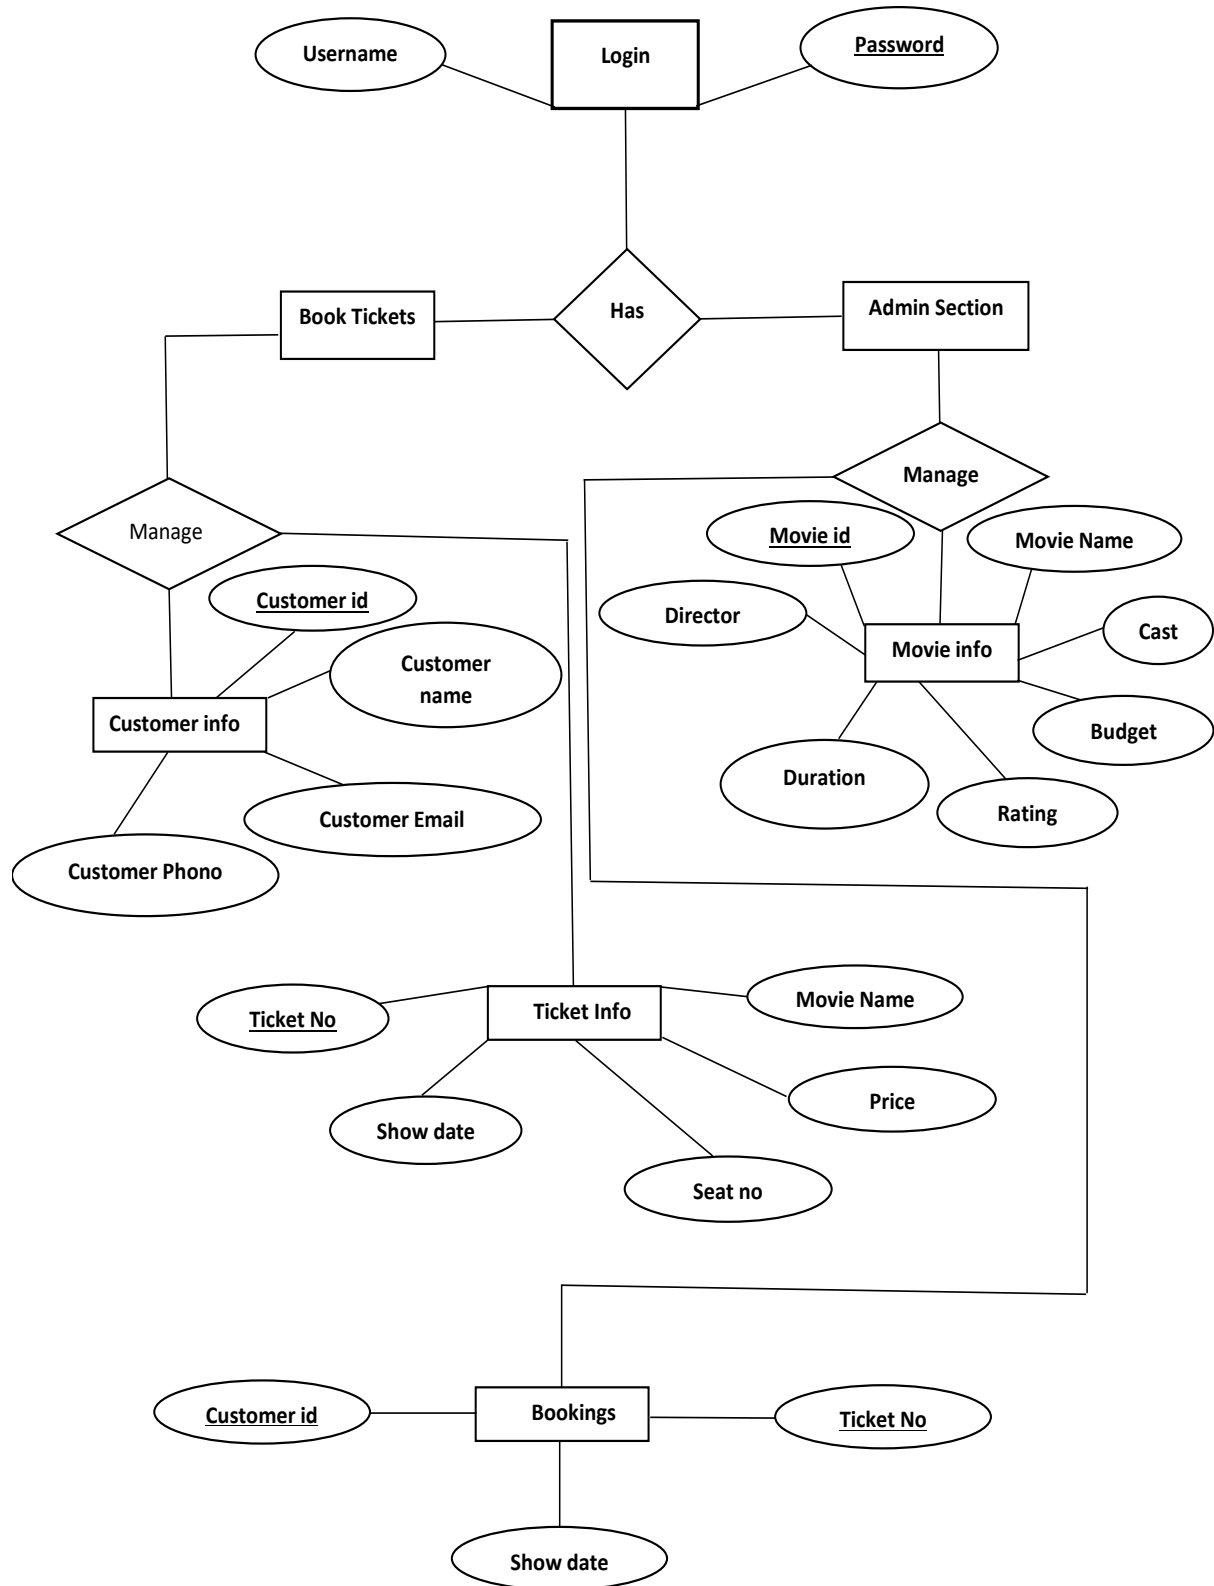 Username
Login
Password
Book Tickets
Has
Admin Section
Manage
Manage
Movie id
Movie Name
Customer id
Director
Cast
Customer
name
Movie info
Customer info
Budget
Duration
Customer Email
Rating
Customer Phono
Ticket No
Ticket Info
Movie Name
Price
Show date
Seat no
Customer id
Bookings
Ticket No
Show date